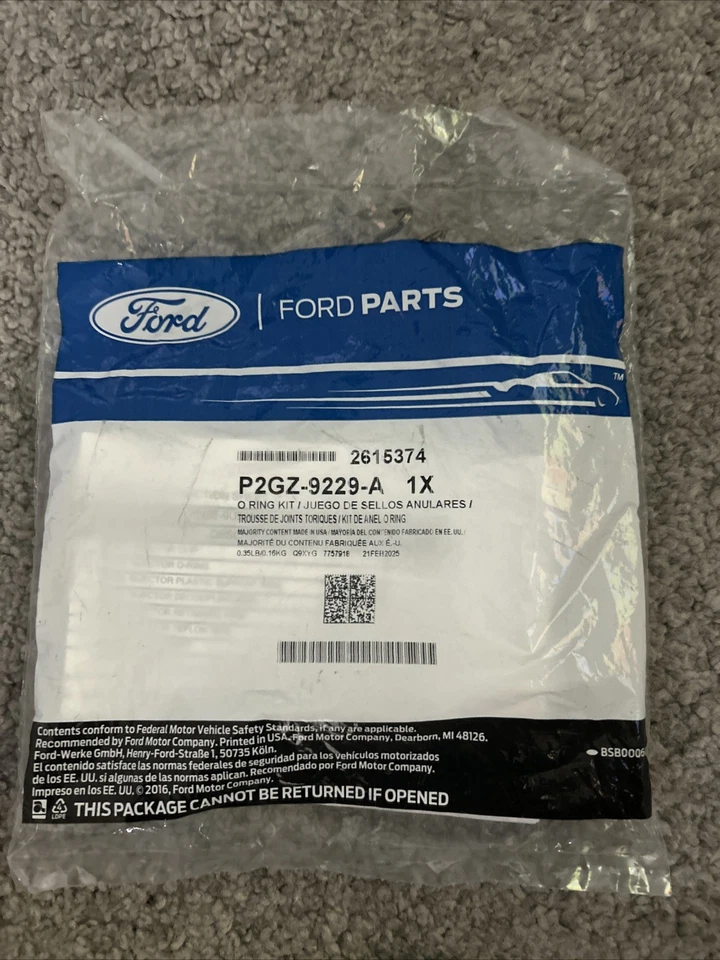 Ford | FORD PARTS
TM
2615374
P2GZ-9229-A 1X
O RING KIT / JUEGO DE SELLOS ANULARES /
TROUSSE DE JOINTS TORIQUES / KIT DE ANEL O RING
MAJORITY CONTENT MADE IN USA / MAYORÍA DEL CONTENIDO FABRICADO EN EE. UU. /
MAJORITÉ DU CONTENU FABRIQUÉE AUX É.-U.
0.35LB/0.16KG Q9XYG 7757918 21FEB2025
O-RING
Contents conform to Federal Motor Vehicle Safety Standards, if any are applicable.
Recommended by Ford Motor Company. Printed in USA. Ford Motor Company, Dearborn, MI 48126.
Ford-Werke GmbH, Henry-Ford-Straße 1, 50735 Köln.
El contenido satisface las normas federales de seguridad para los vehículos motorizados
de los EE. UU. si algunas de las normas aplican. Recomendado por Ford Motor Company.
Impreso en los EE. UU. © 2016, Ford Motor Company.
BSB0006
LDPE
THIS PACKAGE CANNOT BE RETURNED IF OPENED